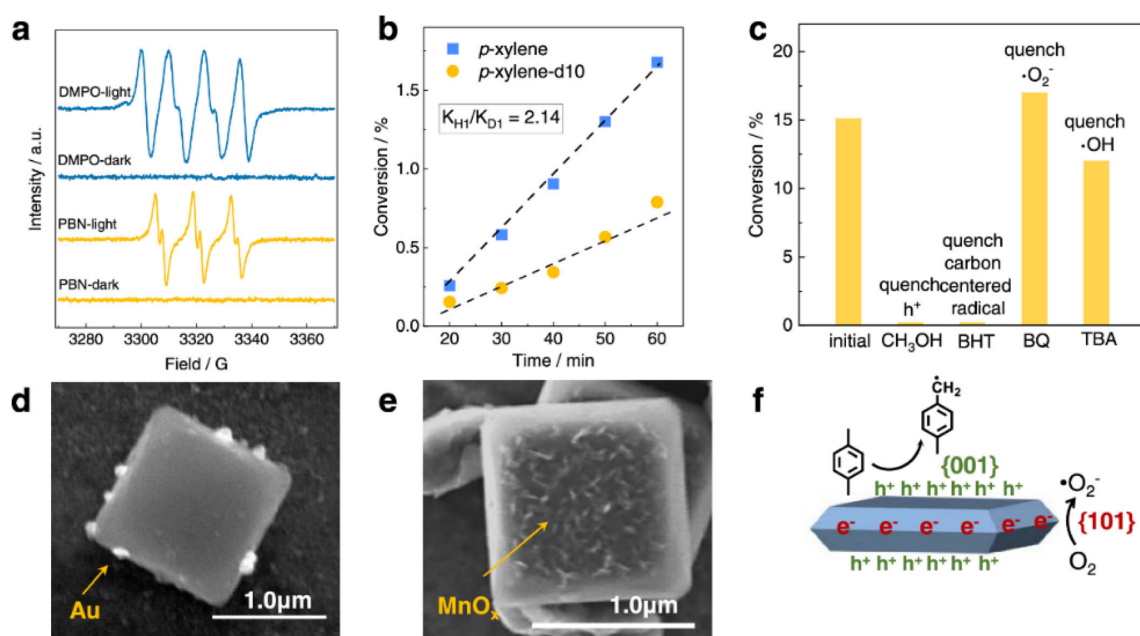 a
DMPO-light
DMPO-dark
PBN-light
PBN-dark
Intensity / a.u.
3280 3300 3320 3340 3360
Field / G
b
p-xylene
p-xylene-d10
K_H1/K_D1 = 2.14
Conversion / %
1.5
1.0
0.5
0.0
20 30 40 50 60
Time / min
c
Conversion / %
20
15
10
5
0
quench
h⁺
quench
carbon
centered
radical
quench
·O₂⁻
quench
·OH
initial CH₃OH BHT BQ TBA
d
Au
1.0μm
e
MnOₓ
1.0μm
f
ĊH₂
{001}
h⁺ h⁺ h⁺ h⁺ h⁺ h⁺
e⁻ e⁻ e⁻ e⁻ e⁻ e⁻
h⁺ h⁺ h⁺ h⁺ h⁺ h⁺
·O₂⁻
{101}
O₂